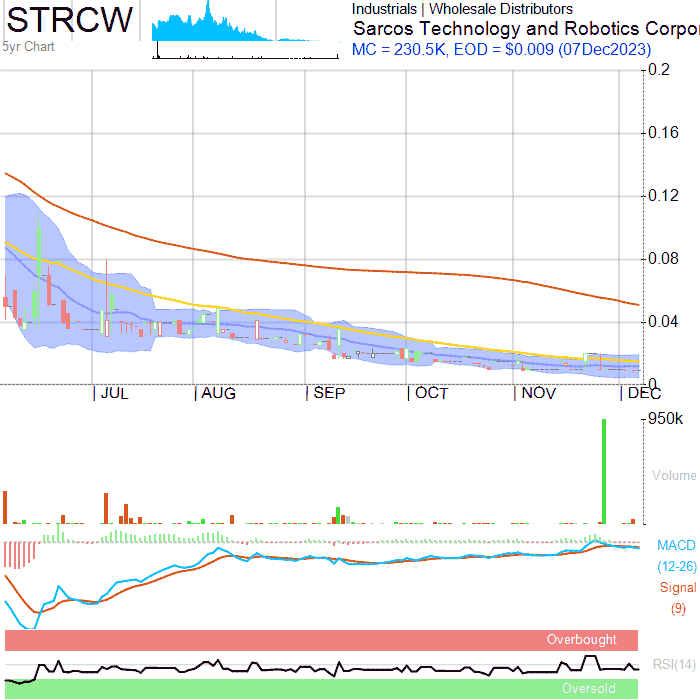 STRCW
Industrials | Wholesale Distributors
Sarcos Technology and Robotics Corpor
5yr Chart
MC = 230.5K, EOD = $0.009 (07Dec2023)
0.2
0.16
0.12
0.08
0.04
0
JUL
AUG
SEP
OCT
NOV
DEC
950k
Volume
MACD
(12-26)
Signal
(9)
Overbought
RSI(14)
Oversold